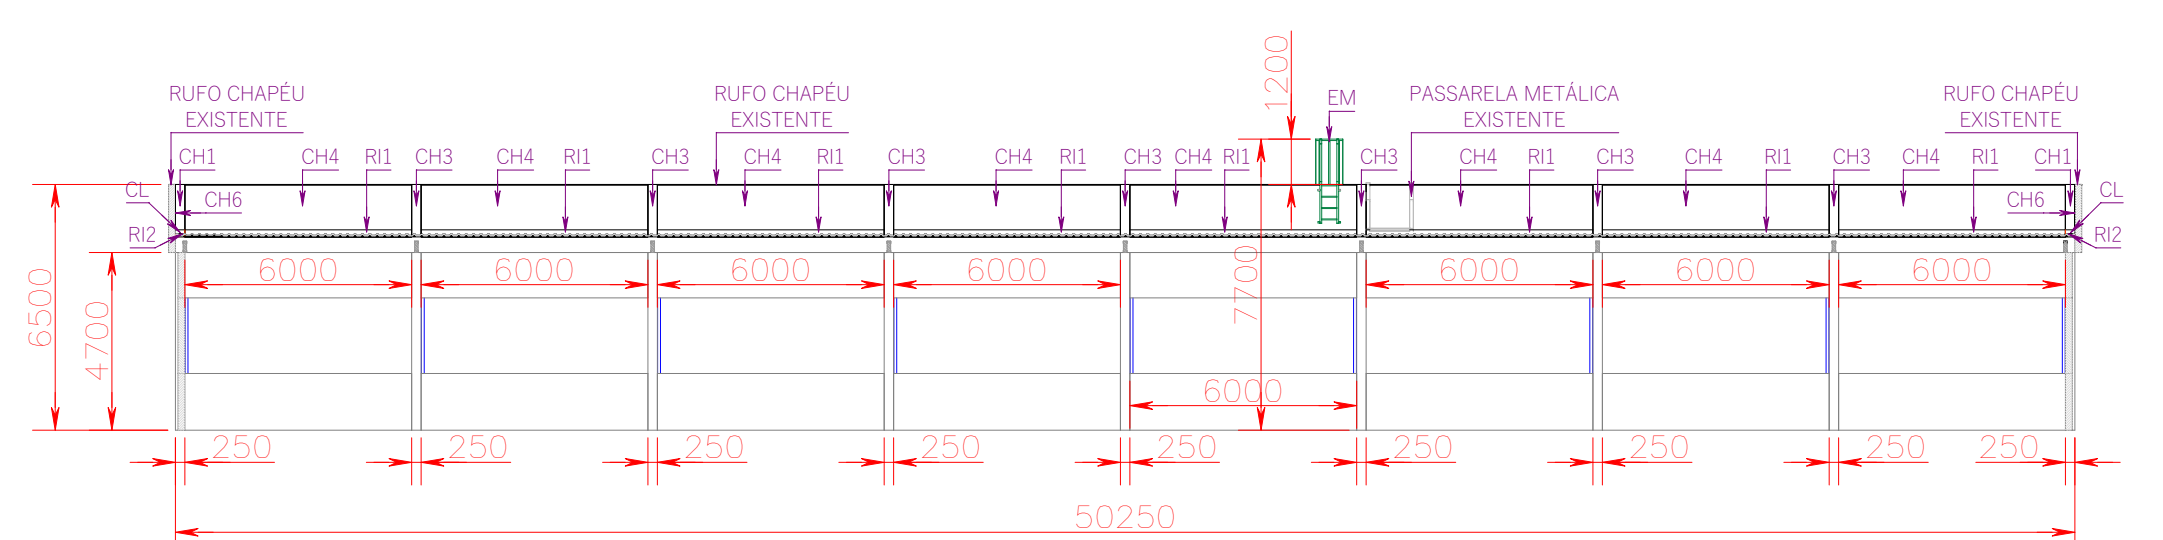 1200
RUFO CHAPÉU
EXISTENTE
RUFO CHAPÉU
EXISTENTE
EM
PASSARELA METÁLICA
EXISTENTE
RUFO CHAPÉU
EXISTENTE
CH1 CH4 RI1 CH3 CH4 RI1 CH3 CH4 RI1 CH3 CH4 RI1 CH3 CH4 RI1 CH3 CH4 RI1 CH3 CH4 RI1 CH3 CH4 RI1 CH1
CL CH6 CH6 CL
RI2 RI2
6000 6000 6000 6000 6000 6000 6000
6500
4700
7700
6000
250 250 250 250 250 250 250 250 250
50250